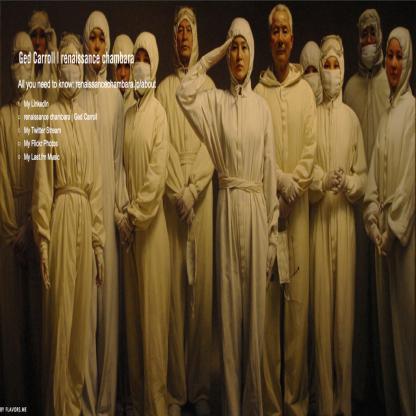 Ged Carroll | renaissance chambara
All you need to know: renaissancechambara.jp/about
My LinkedIn
renaissance chambara | Ged Carroll
My Twitter Stream
My Flickr Photos
My Last.fm Music
BY FLAVORS.ME